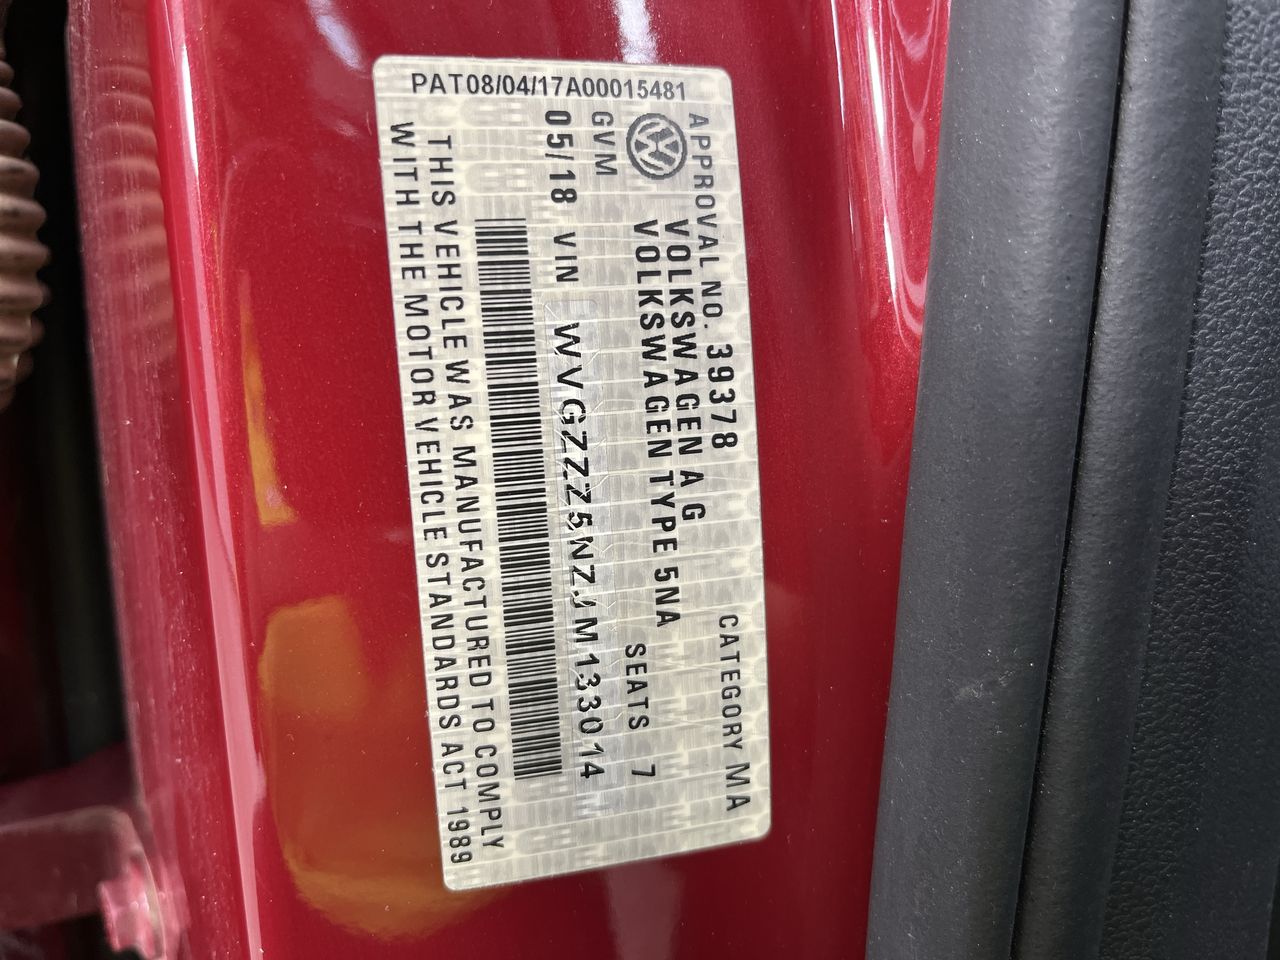 PAT08/04/17A00015481
APPROVAL NO. 39378 CATEGORY MA
VOLKSWAGEN AG
VOLKSWAGEN TYPE 5NA
GVM SEATS 7
05/18 VIN WVGZZZ5NZJM133014
THIS VEHICLE WAS MANUFACTURED TO COMPLY
WITH THE MOTOR VEHICLE STANDARDS ACT 1989